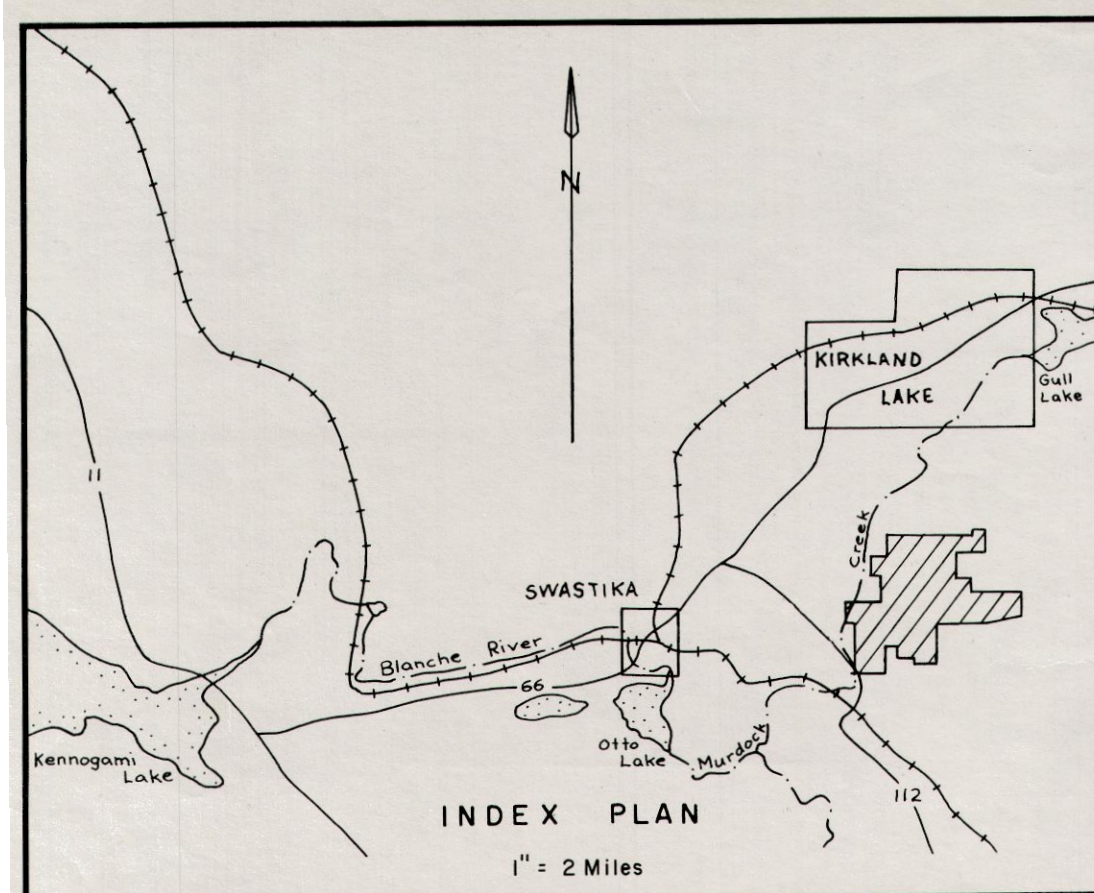 N
KIRKLAND
LAKE
Gull
Lake
11
Creek
SWASTIKA
Blanche River
66
Kennogami
Lake
Otto
Lake
Murdock
112
INDEX PLAN
1" = 2 Miles